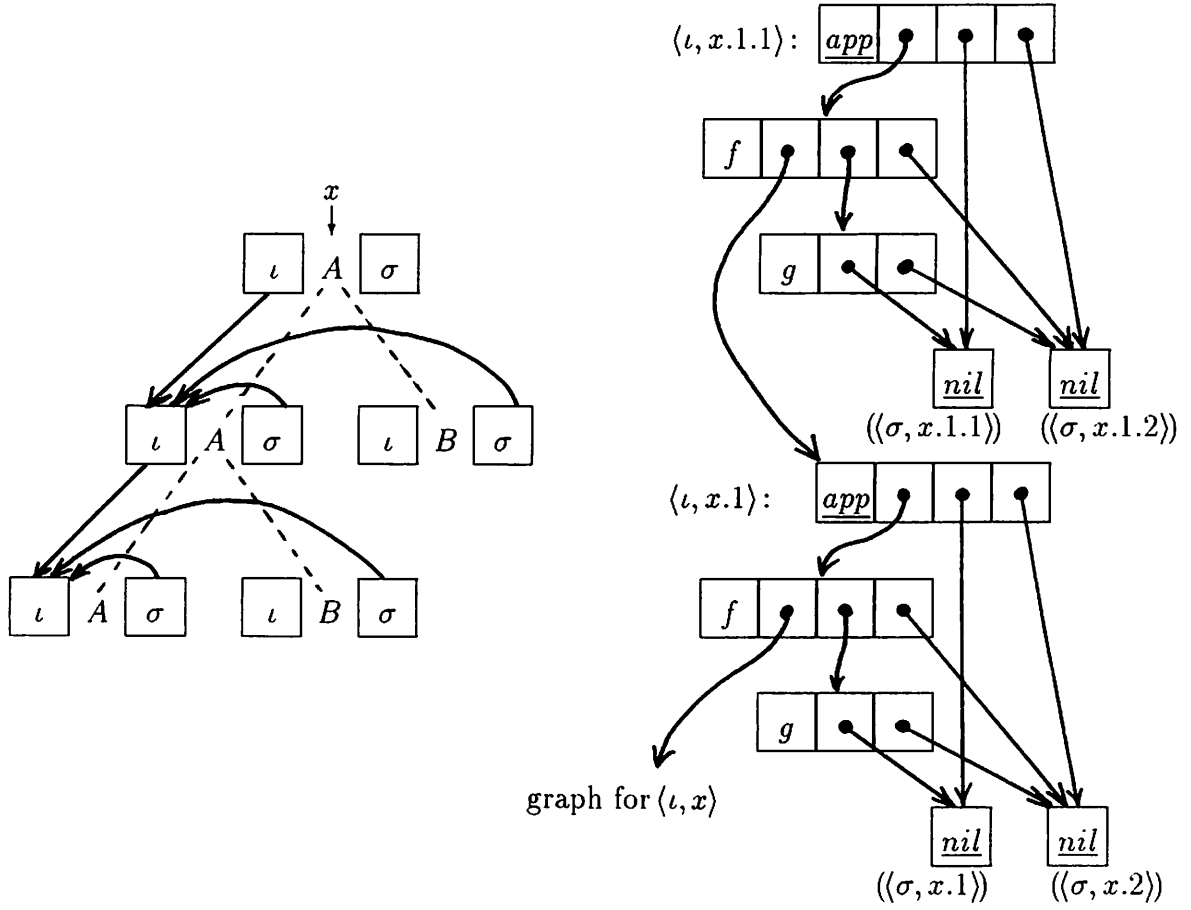 x
ι A σ
ι A σ ι B σ
ι A σ ι B σ
⟨ι, x.1.1⟩: app
f
g
nil nil
(⟨σ, x.1.1⟩) (⟨σ, x.1.2⟩)
⟨ι, x.1⟩: app
f
g
graph for ⟨ι, x⟩
nil nil
(⟨σ, x.1⟩) (⟨σ, x.2⟩)